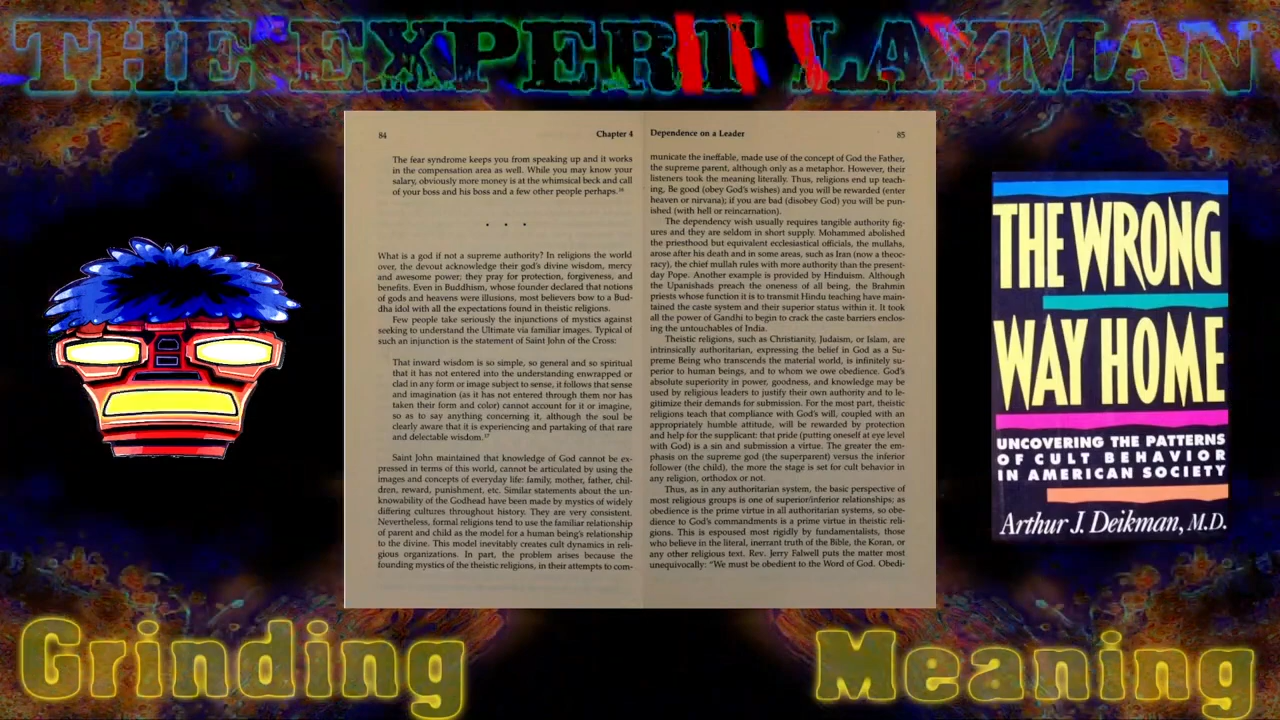 THE EXPERT LAYMAN
84
Chapter 4
The fear syndrome keeps you from speaking up and it works
in the compensation area as well. While you may know your
salary, obviously more money is at the whimsical beck and call
of your boss and his boss and a few other people perhaps.16
• • •
What is a god if not a supreme authority? In religions the world
over, the devout acknowledge their god's divine wisdom, mercy
and awesome power; they pray for protection, forgiveness, and
benefits. Even in Buddhism, whose founder declared that notions
of gods and heavens were illusions, most believers bow to a Bud-
dha idol with all the expectations found in theistic religions.
Few people take seriously the injunctions of mystics against
seeking to understand the Ultimate via familiar images. Typical of
such an injunction is the statement of Saint John of the Cross:
That inward wisdom is so simple, so general and so spiritual
that it has not entered into the understanding enwrapped or
clad in any form or image subject to sense, it follows that sense
and imagination (as it has not entered through them nor has
taken their form and color) cannot account for it or imagine,
so as to say anything concerning it, although the soul be
clearly aware that it is experiencing and partaking of that rare
and delectable wisdom.17
Saint John maintained that knowledge of God cannot be ex-
pressed in terms of this world, cannot be articulated by using the
images and concepts of everyday life: family, mother, father, chil-
dren, reward, punishment, etc. Similar statements about the un-
knowability of the Godhead have been made by mystics of widely
differing cultures throughout history. They are very consistent.
Nevertheless, formal religions tend to use the familiar relationship
of parent and child as the model for a human being's relationship
to the divine. This model inevitably creates cult dynamics in reli-
gious organizations. In part, the problem arises because the
founding mystics of the theistic religions, in their attempts to com-
Dependence on a Leader
85
municate the ineffable, made use of the concept of God the Father,
the supreme parent, although only as a metaphor. However, their
listeners took the meaning literally. Thus, religions end up teach-
ing, Be good (obey God's wishes) and you will be rewarded (enter
heaven or nirvana); if you are bad (disobey God) you will be pun-
ished (with hell or reincarnation).
The dependency wish usually requires tangible authority fig-
ures and they are seldom in short supply. Mohammed abolished
the priesthood but equivalent ecclesiastical officials, the mullahs,
arose after his death and in some areas, such as Iran (now a theoc-
racy), the chief mullah rules with more authority than the present-
day Pope. Another example is provided by Hinduism. Although
the Upanishads preach the oneness of all being, the Brahmin
priests whose function it is to transmit Hindu teaching have main-
tained the caste system and their superior status within it. It took
all the power of Gandhi to begin to crack the caste barriers enclos-
ing the untouchables of India.
Theistic religions, such as Christianity, Judaism, or Islam, are
intrinsically authoritarian, expressing the belief in God as a Su-
preme Being who transcends the material world, is infinitely su-
perior to human beings, and to whom we owe obedience. God's
absolute superiority in power, goodness, and knowledge may be
used by religious leaders to justify their own authority and to le-
gitimize their demands for submission. For the most part, theistic
religions teach that compliance with God's will, coupled with an
appropriately humble attitude, will be rewarded by protection
and help for the supplicant: that pride (putting oneself at eye level
with God) is a sin and submission a virtue. The greater the em-
phasis on the supreme god (the superparent) versus the inferior
follower (the child), the more the stage is set for cult behavior in
any religion, orthodox or not.
Thus, as in any authoritarian system, the basic perspective of
most religious groups is one of superior/inferior relationships; as
obedience is the prime virtue in all authoritarian systems, so obe-
dience to God's commandments is a prime virtue in theistic reli-
gions. This is espoused most rigidly by fundamentalists, those
who believe in the literal, inerrant truth of the Bible, the Koran, or
any other religious text. Rev. Jerry Falwell puts the matter most
unequivocally: "We must be obedient to the Word of God. Obedi-
THE WRONG
WAY HOME
UNCOVERING THE PATTERNS
OF CULT BEHAVIOR
IN AMERICAN SOCIETY
Arthur J. Deikman, M.D.
Grinding
Meaning